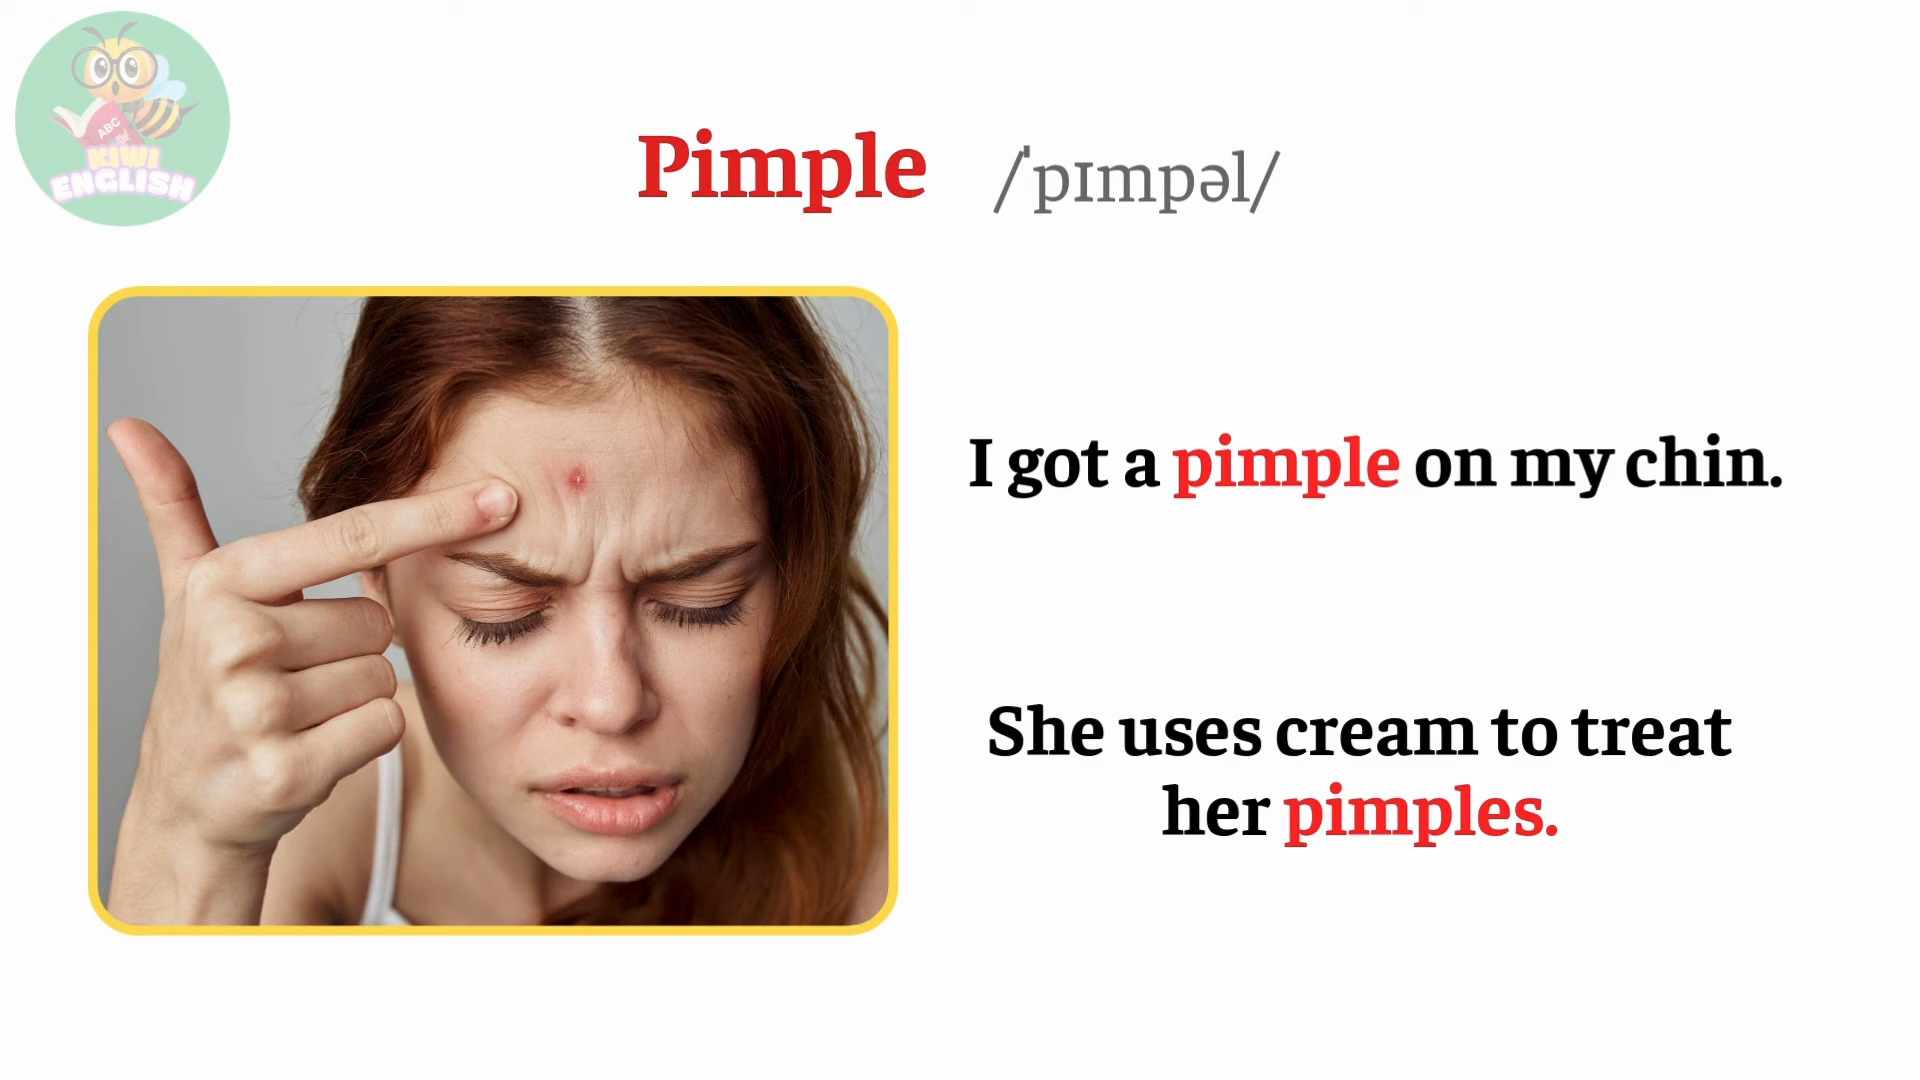 ABC
KIWI
ENGLISH
Pimple /ˈpɪmpəl/
I got a pimple on my chin.
She uses cream to treat
her pimples.